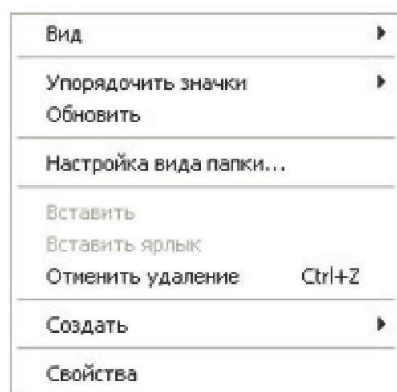 Вид
Упорядочить значки
Обновить
Настройка вида папки...
Вставить
Вставить ярлык
Отменить удаление Ctrl+Z
Создать
Свойства